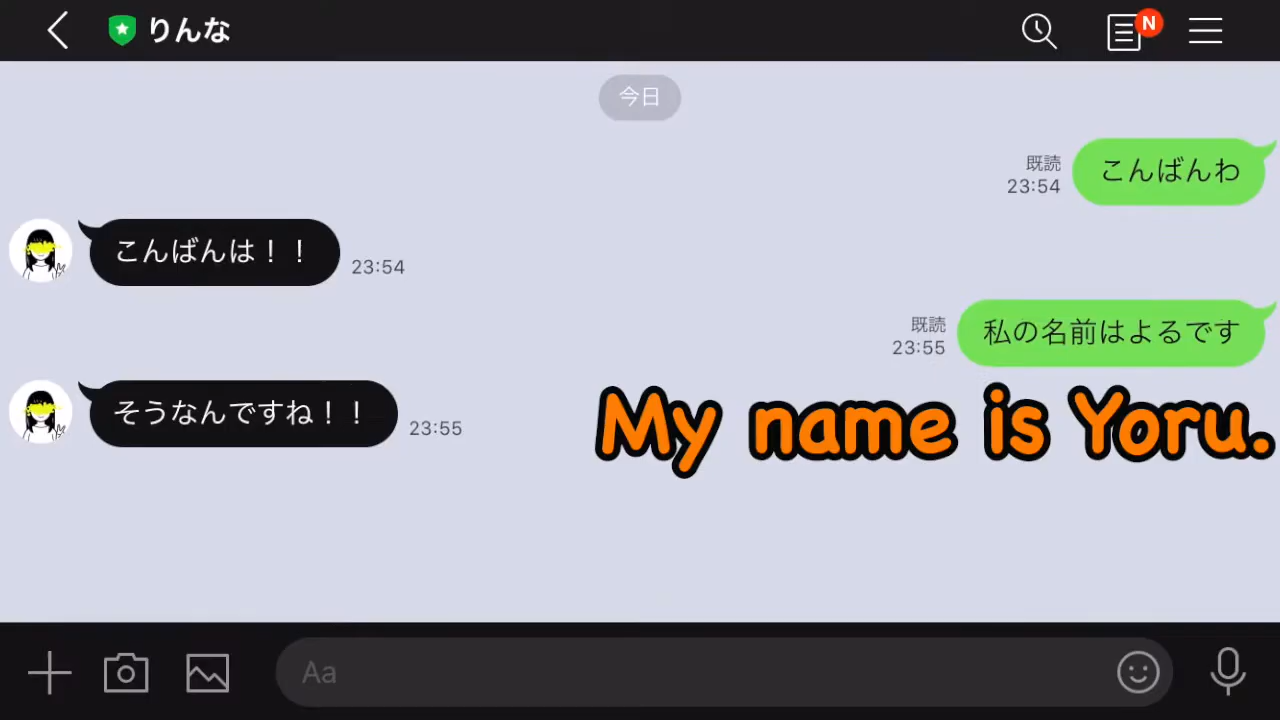 りんな
N
今日
こんばんわ
既読
23:54
こんばんは！！
23:54
私の名前はよるです
既読
23:55
My name is Yoru.
そうなんですね！！
23:55
Aa